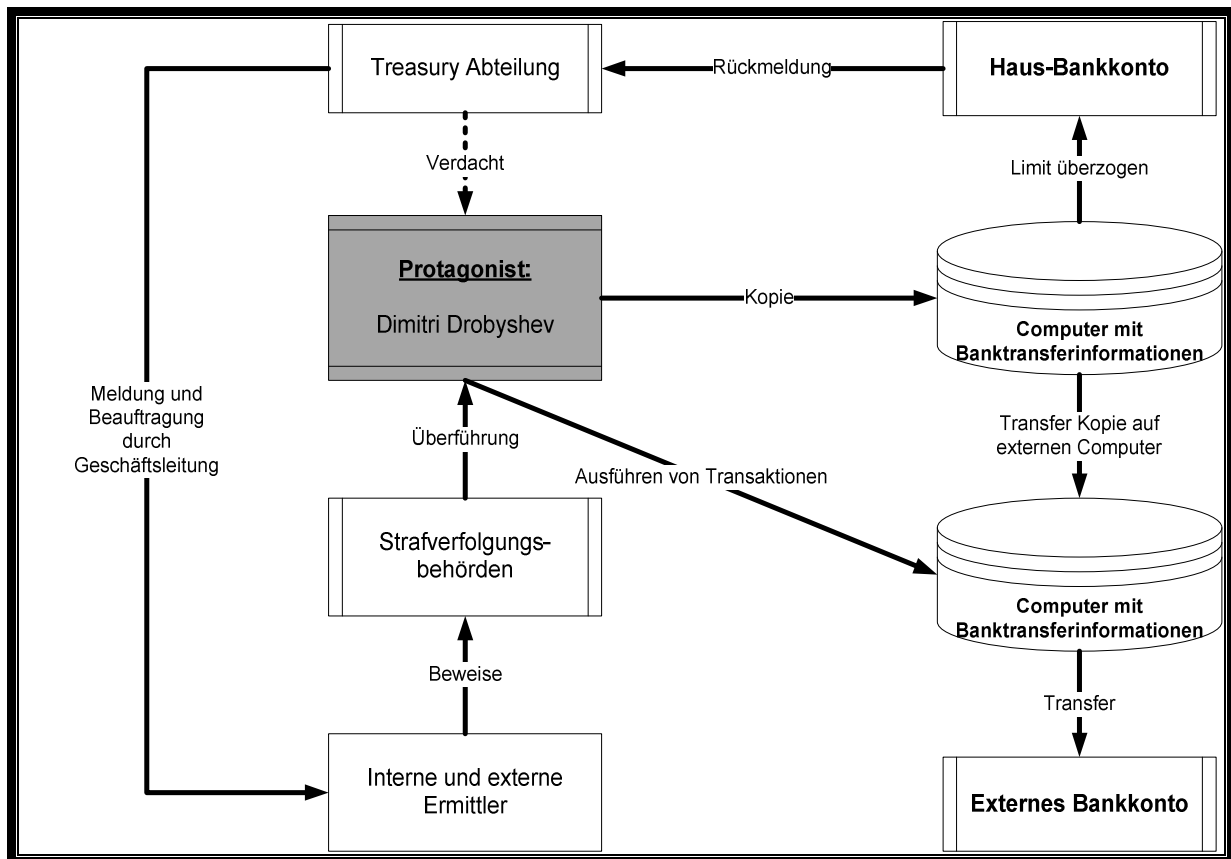 Treasury Abteilung
Rückmeldung
Haus-Bankkonto
Verdacht
Limit überzogen
Protagonist:
Dimitri Drobyshev
Kopie
Computer mit
Banktransferinformationen
Meldung und
Beauftragung
durch
Geschäftsleitung
Überführung
Transfer Kopie auf
externen Computer
Ausführen von Transaktionen
Strafverfolgungs-
behörden
Computer mit
Banktransferinformationen
Beweise
Transfer
Interne und externe
Ermittler
Externes Bankkonto